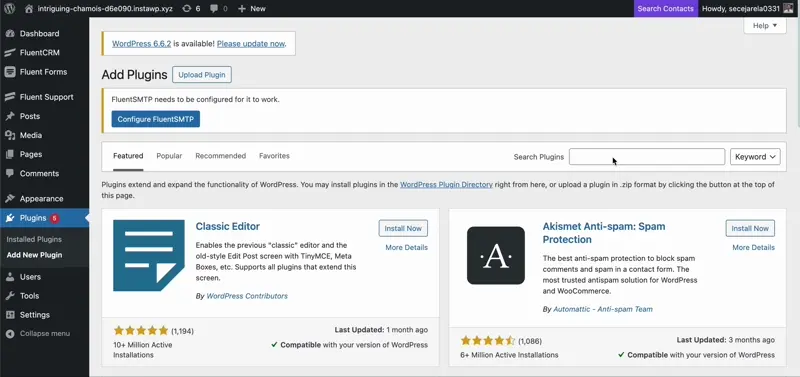 intriguing-chamois-d6e090.instawp.xyz 6 0 + New Search Contacts Howdy, secejarela0331
Help
Dashboard
FluentCRM
Fluent Forms
Fluent Support
Posts
Media
Pages
Comments
Appearance
Plugins 5
Installed Plugins
Add New Plugin
Users
Tools
Settings
Collapse menu
WordPress 6.6.2 is available! Please update now.
Add Plugins Upload Plugin
FluentSMTP needs to be configured for it to work.
Configure FluentSMTP
Featured Popular Recommended Favorites Search Plugins Keyword
Plugins extend and expand the functionality of WordPress. You may install plugins in the WordPress Plugin Directory right from here, or upload a plugin in .zip format by clicking the button at the top of
this page.
Classic Editor
Install Now
More Details
Enables the previous "classic" editor and the
old-style Edit Post screen with TinyMCE, Meta
Boxes, etc. Supports all plugins that extend this
screen.
By WordPress Contributors
(1,194)
10+ Million Active
Installations
Last Updated: 1 month ago
Compatible with your version of WordPress
·A·
Akismet Anti-spam: Spam
Protection
Install Now
More Details
The best anti-spam protection to block spam
comments and spam in a contact form. The
most trusted antispam solution for WordPress
and WooCommerce.
By Automattic - Anti-spam Team
(1,086)
6+ Million Active Installations
Last Updated: 3 months ago
Compatible with your version of WordPress